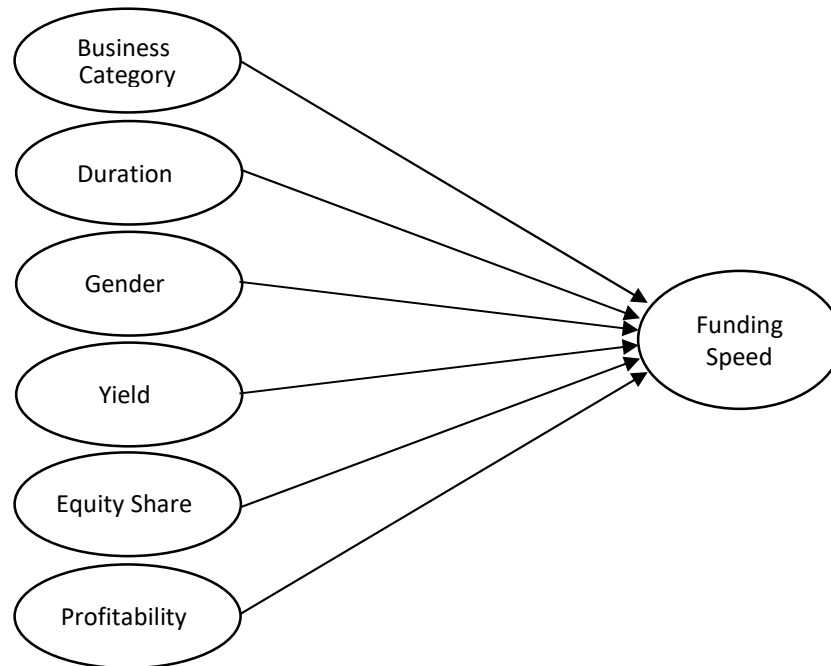 Business
Category
Duration
Gender
Yield
Equity Share
Profitability
Funding
Speed